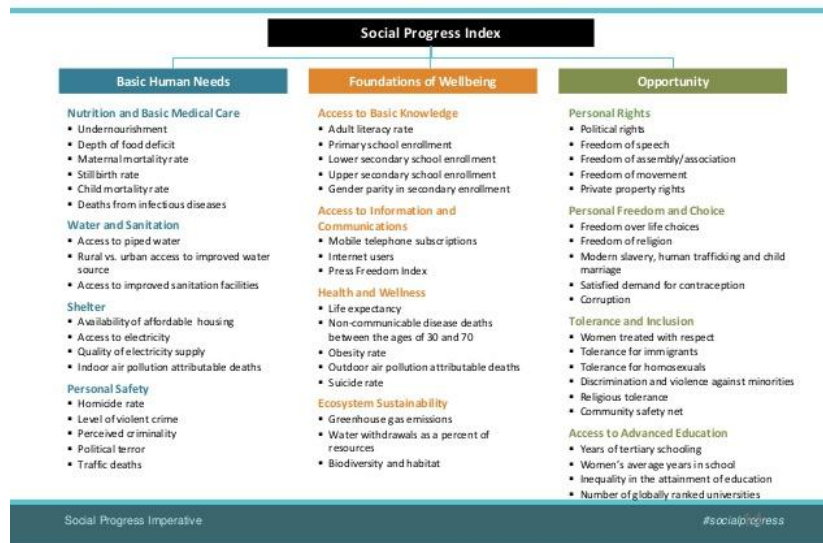 Social Progress Index
Basic Human Needs
Nutrition and Basic Medical Care
▪ Undernourishment
▪ Depth of food deficit
▪ Maternal mortality rate
▪ Stillbirth rate
▪ Child mortality rate
▪ Deaths from infectious diseases
Water and Sanitation
▪ Access to piped water
▪ Rural vs. urban access to improved water
source
▪ Access to improved sanitation facilities
Shelter
▪ Availability of affordable housing
▪ Access to electricity
▪ Quality of electricity supply
▪ Indoor air pollution attributable deaths
Personal Safety
▪ Homicide rate
▪ Level of violent crime
▪ Perceived criminality
▪ Political terror
▪ Traffic deaths
Foundations of Wellbeing
Access to Basic Knowledge
▪ Adult literacy rate
▪ Primary school enrollment
▪ Lower secondary school enrollment
▪ Upper secondary school enrollment
▪ Gender parity in secondary enrollment
Access to Information and
Communications
▪ Mobile telephone subscriptions
▪ Internet users
▪ Press Freedom Index
Health and Wellness
▪ Life expectancy
▪ Non-communicable disease deaths
between the ages of 30 and 70
▪ Obesity rate
▪ Outdoor air pollution attributable deaths
▪ Suicide rate
Ecosystem Sustainability
▪ Greenhouse gas emissions
▪ Water withdrawals as a percent of
resources
▪ Biodiversity and habitat
Opportunity
Personal Rights
▪ Political rights
▪ Freedom of speech
▪ Freedom of assembly/association
▪ Freedom of movement
▪ Private property rights
Personal Freedom and Choice
▪ Freedom over life choices
▪ Freedom of religion
▪ Modern slavery, human trafficking and child
marriage
▪ Satisfied demand for contraception
▪ Corruption
Tolerance and Inclusion
▪ Women treated with respect
▪ Tolerance for immigrants
▪ Tolerance for homosexuals
▪ Discrimination and violence against minorities
▪ Religious tolerance
▪ Community safety net
Access to Advanced Education
▪ Years of tertiary schooling
▪ Women's average years in school
▪ Inequality in the attainment of education
▪ Number of globally ranked universities
Social Progress Imperative
#socialprogress